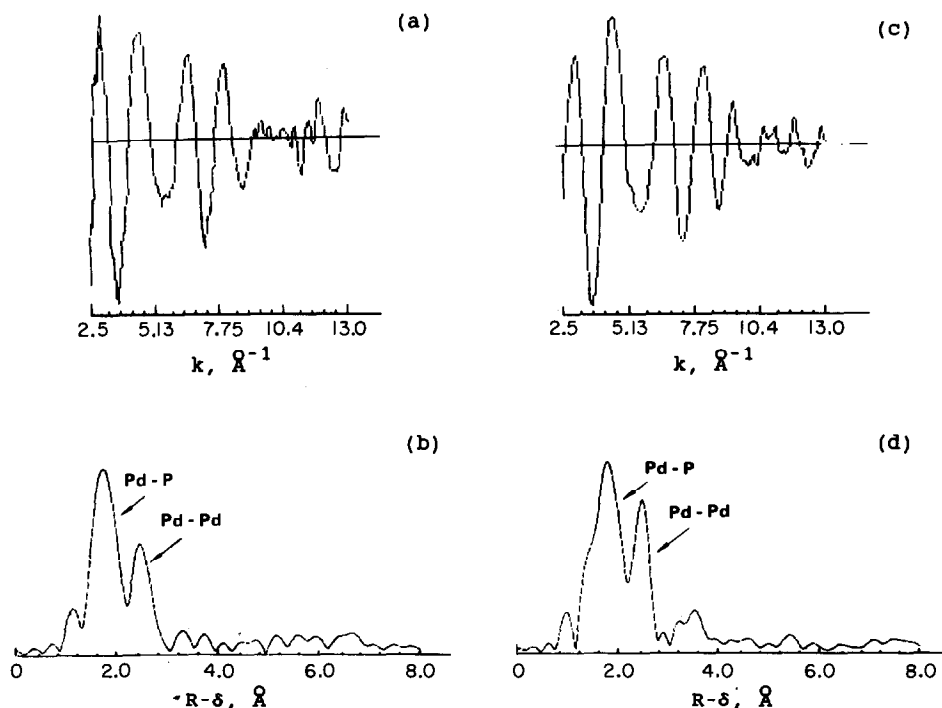 (a)
2.5 5.13 7.75 10.4 13.0
k, Å⁻¹
(c)
2.5 5.13 7.75 10.4 13.0
k, Å⁻¹
(b)
Pd-P
Pd-Pd
0 2.0 4.0 6.0 8.0
R-δ, Å
(d)
Pd-P
Pd-Pd
0 2.0 4.0 6.0 8.0
R-δ, Å